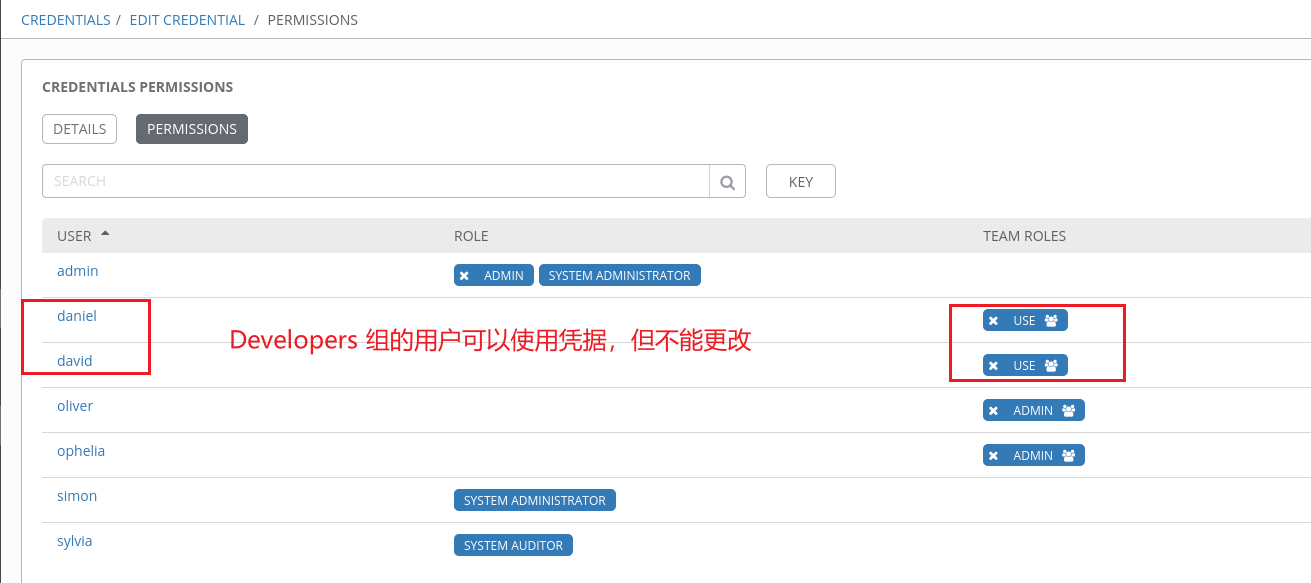 CREDENTIALS / EDIT CREDENTIAL / PERMISSIONS
CREDENTIALS PERMISSIONS
DETAILS PERMISSIONS
SEARCH KEY
USER ROLE TEAM ROLES
admin ADMIN SYSTEM ADMINISTRATOR
daniel USE
Developers 组的用户可以使用凭据，但不能更改
david USE
oliver ADMIN
ophelia ADMIN
simon SYSTEM ADMINISTRATOR
sylvia SYSTEM AUDITOR